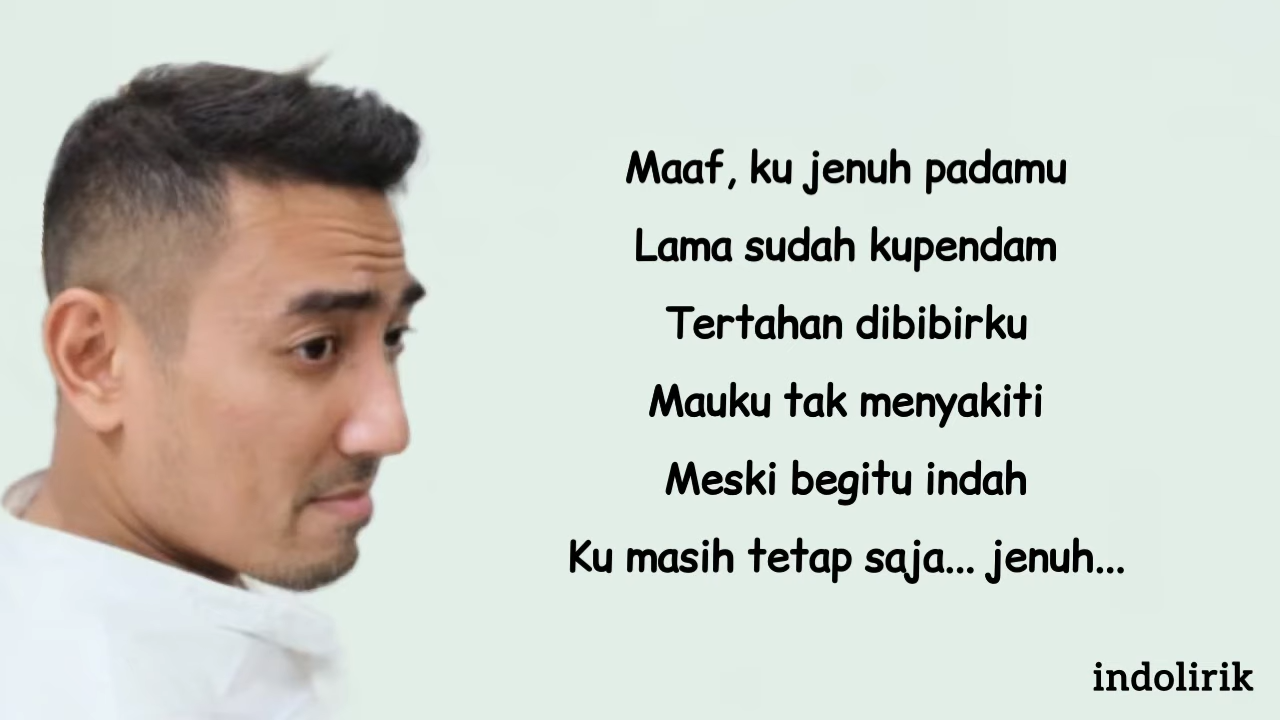 Maaf, ku jenuh padamu
Lama sudah kupendam
Tertahan dibibirku
Mauku tak menyakiti
Meski begitu indah
Ku masih tetap saja... jenuh...
indolirik